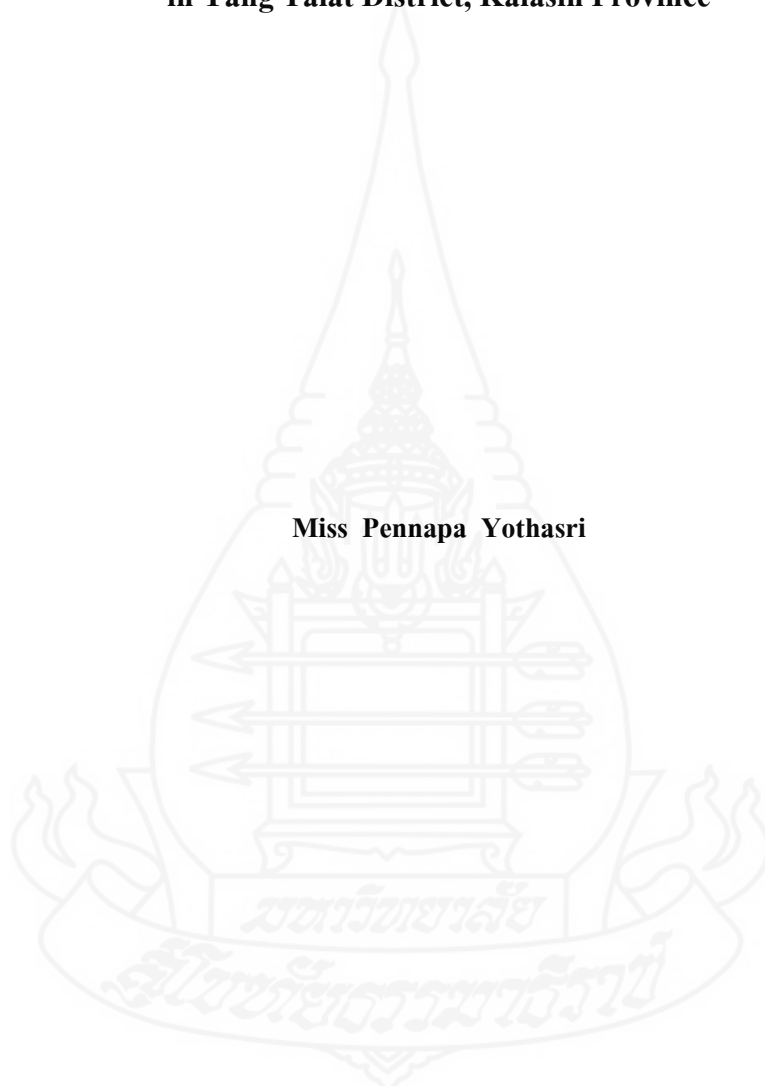 in Yang Talat District, Kalasin Province
Miss Pennapa Yothasri
มหาวิทยาลัย
สุโขทัยธรรมาธิราช